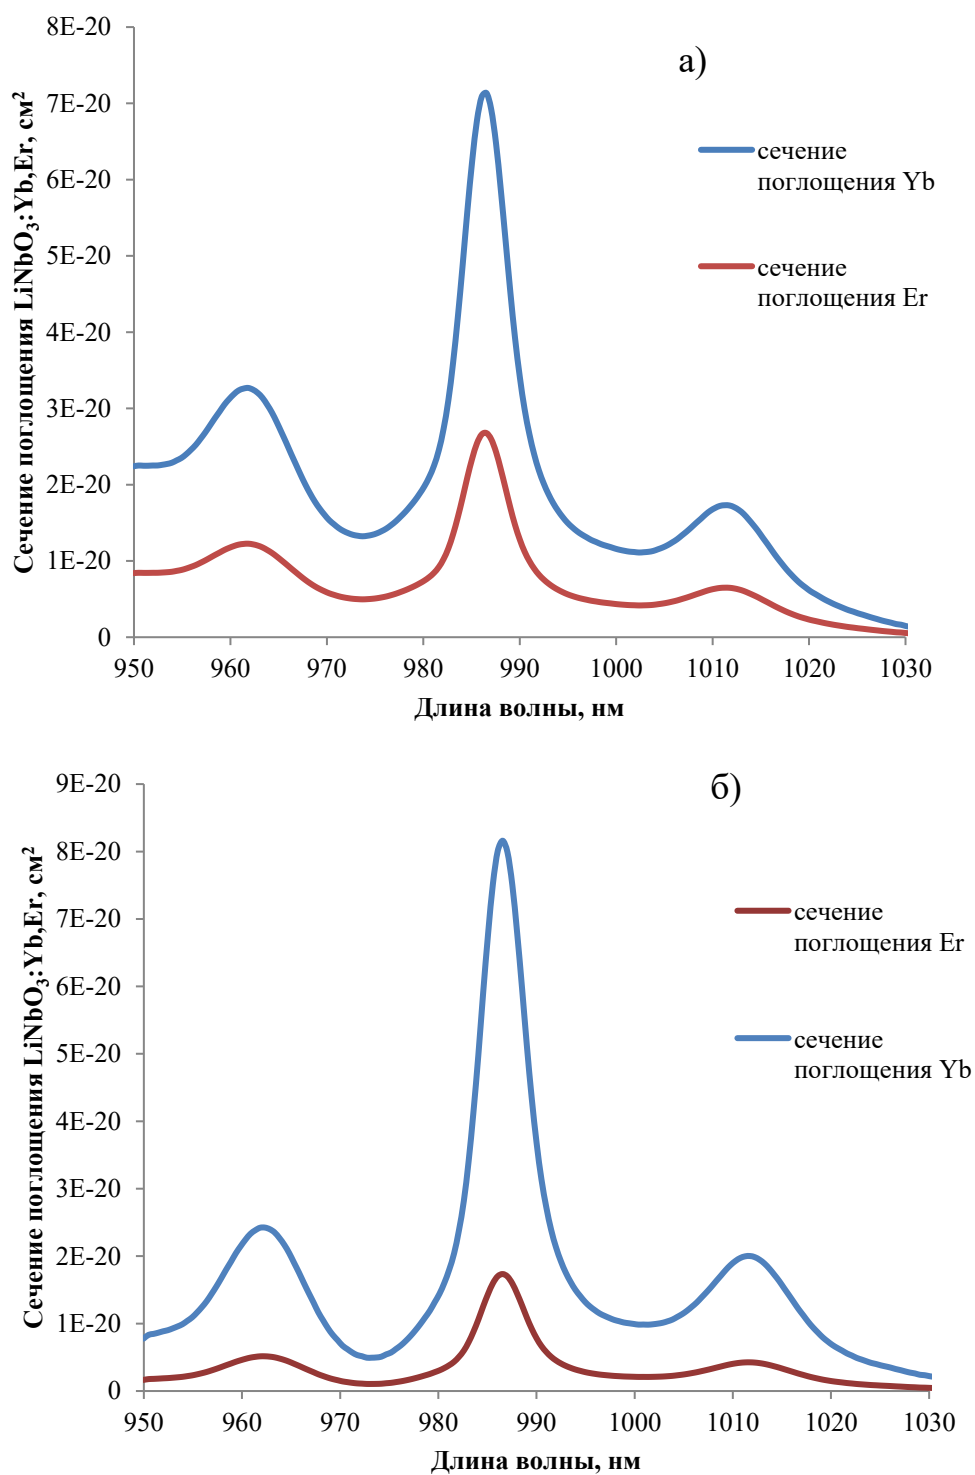 8E-20
а)
7E-20
сечение
поглощения Yb
6E-20
5E-20
сечение
поглощения Er
4E-20
3E-20
2E-20
1E-20
0
Сечение поглощения LiNbO₃:Yb,Er, см²
950 960 970 980 990 1000 1010 1020 1030
Длина волны, нм
9E-20
б)
8E-20
7E-20
сечение
поглощения Er
6E-20
5E-20
сечение
поглощения Yb
4E-20
3E-20
2E-20
1E-20
0
Сечение поглощения LiNbO₃:Yb,Er, см²
950 960 970 980 990 1000 1010 1020 1030
Длина волны, нм